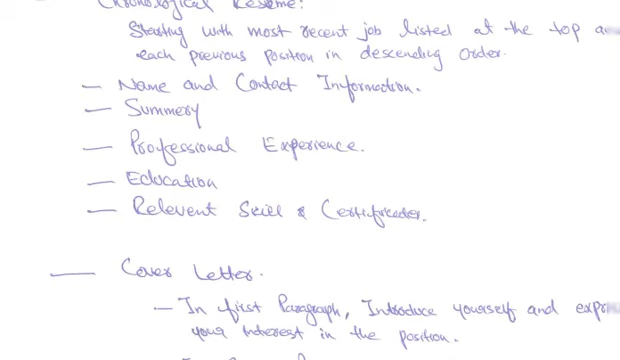 Chronological Resume:
Starting with most recent job listed at the top
each previous position in descending order.
— Name and Contact Information.
— Summery
— Professional Experience.
— Education
— Relevent Skill &
— Cover Letter.
— In first Paragraph, Introduce yourself and
your interest in the position.